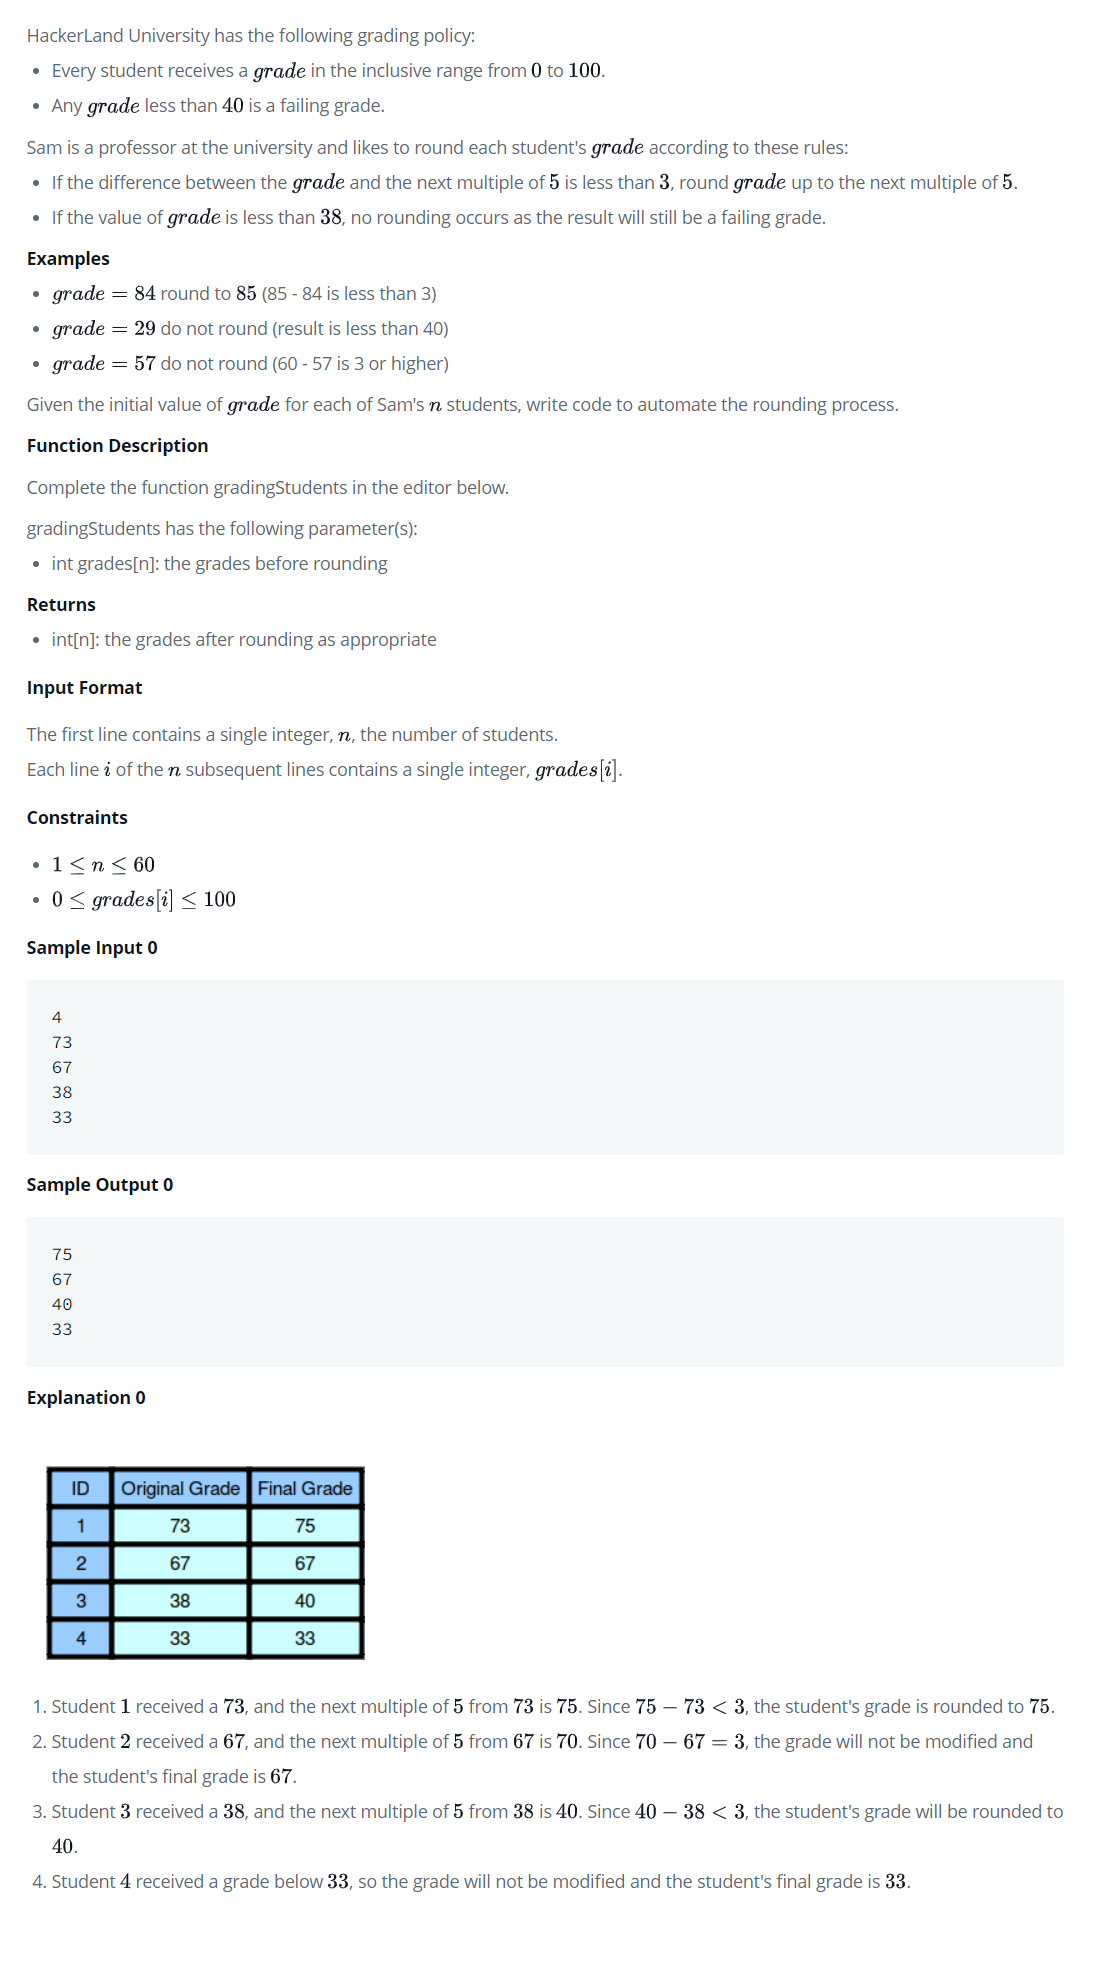 HackerLand University has the following grading policy:
• Every student receives a grade in the inclusive range from 0 to 100.
• Any grade less than 40 is a failing grade.
Sam is a professor at the university and likes to round each student's grade according to these rules:
• If the difference between the grade and the next multiple of 5 is less than 3, round grade up to the next multiple of 5.
• If the value of grade is less than 38, no rounding occurs as the result will still be a failing grade.
Examples
• grade = 84 round to 85 (85 - 84 is less than 3)
• grade = 29 do not round (result is less than 40)
• grade = 57 do not round (60 - 57 is 3 or higher)
Given the initial value of grade for each of Sam's n students, write code to automate the rounding process.
Function Description
Complete the function gradingStudents in the editor below.
gradingStudents has the following parameter(s):
• int grades[n]: the grades before rounding
Returns
• int[n]: the grades after rounding as appropriate
Input Format
The first line contains a single integer, n, the number of students.
Each line i of the n subsequent lines contains a single integer, grades[i].
Constraints
• 1 ≤ n ≤ 60
• 0 ≤ grades[i] ≤ 100
Sample Input 0
4
73
67
38
33
Sample Output 0
75
67
40
33
Explanation 0
ID Original Grade Final Grade
1 73 75
2 67 67
3 38 40
4 33 33
1. Student 1 received a 73, and the next multiple of 5 from 73 is 75. Since 75 − 73 < 3, the student's grade is rounded to 75.
2. Student 2 received a 67, and the next multiple of 5 from 67 is 70. Since 70 − 67 = 3, the grade will not be modified and
the student's final grade is 67.
3. Student 3 received a 38, and the next multiple of 5 from 38 is 40. Since 40 − 38 < 3, the student's grade will be rounded to
40.
4. Student 4 received a grade below 33, so the grade will not be modified and the student's final grade is 33.